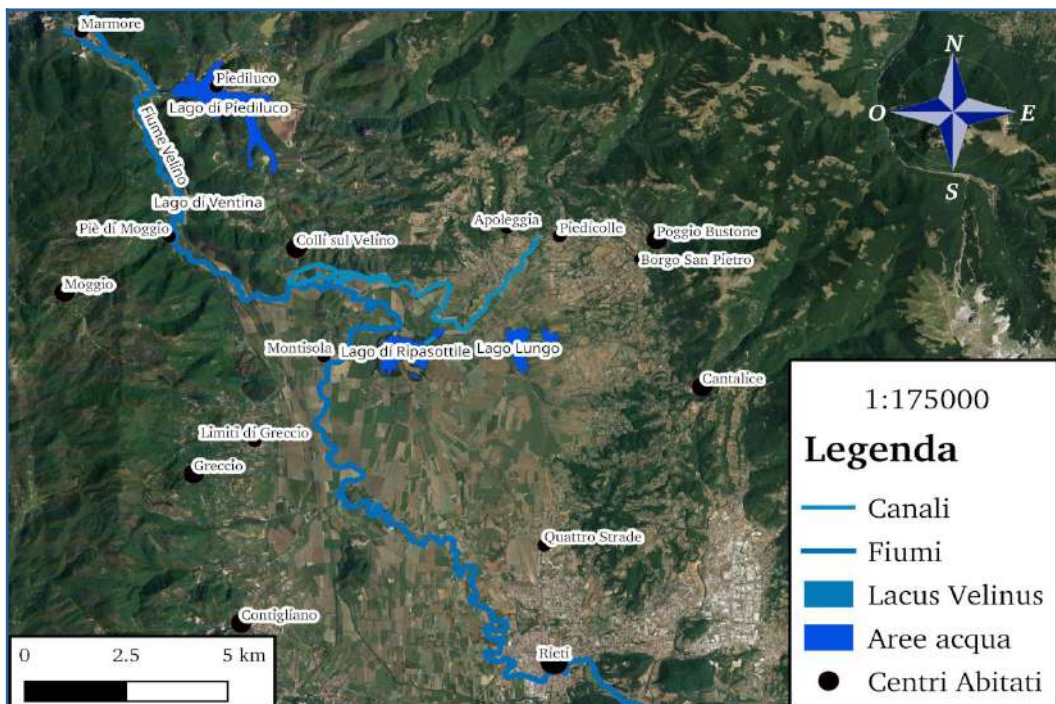 Marmore
N
Piediluco
Lago di Piediluco
O
E
Fiume Velino
S
Lago di Ventina
Apoleggia
Piè di Moggio
Piedicolle
Poggio Bustone
Colli sul Velino
Borgo San Pietro
Moggio
Montisola
Lago di Ripasottile
Lago Lungo
Cantalice
1:175000
Limiti di Greccio
Legenda
Greccio
Canali
Quattro Strade
Fiumi
Lacus Velinus
Contigliano
Aree acqua
0 2.5 5 km
Rieti
Centri Abitati